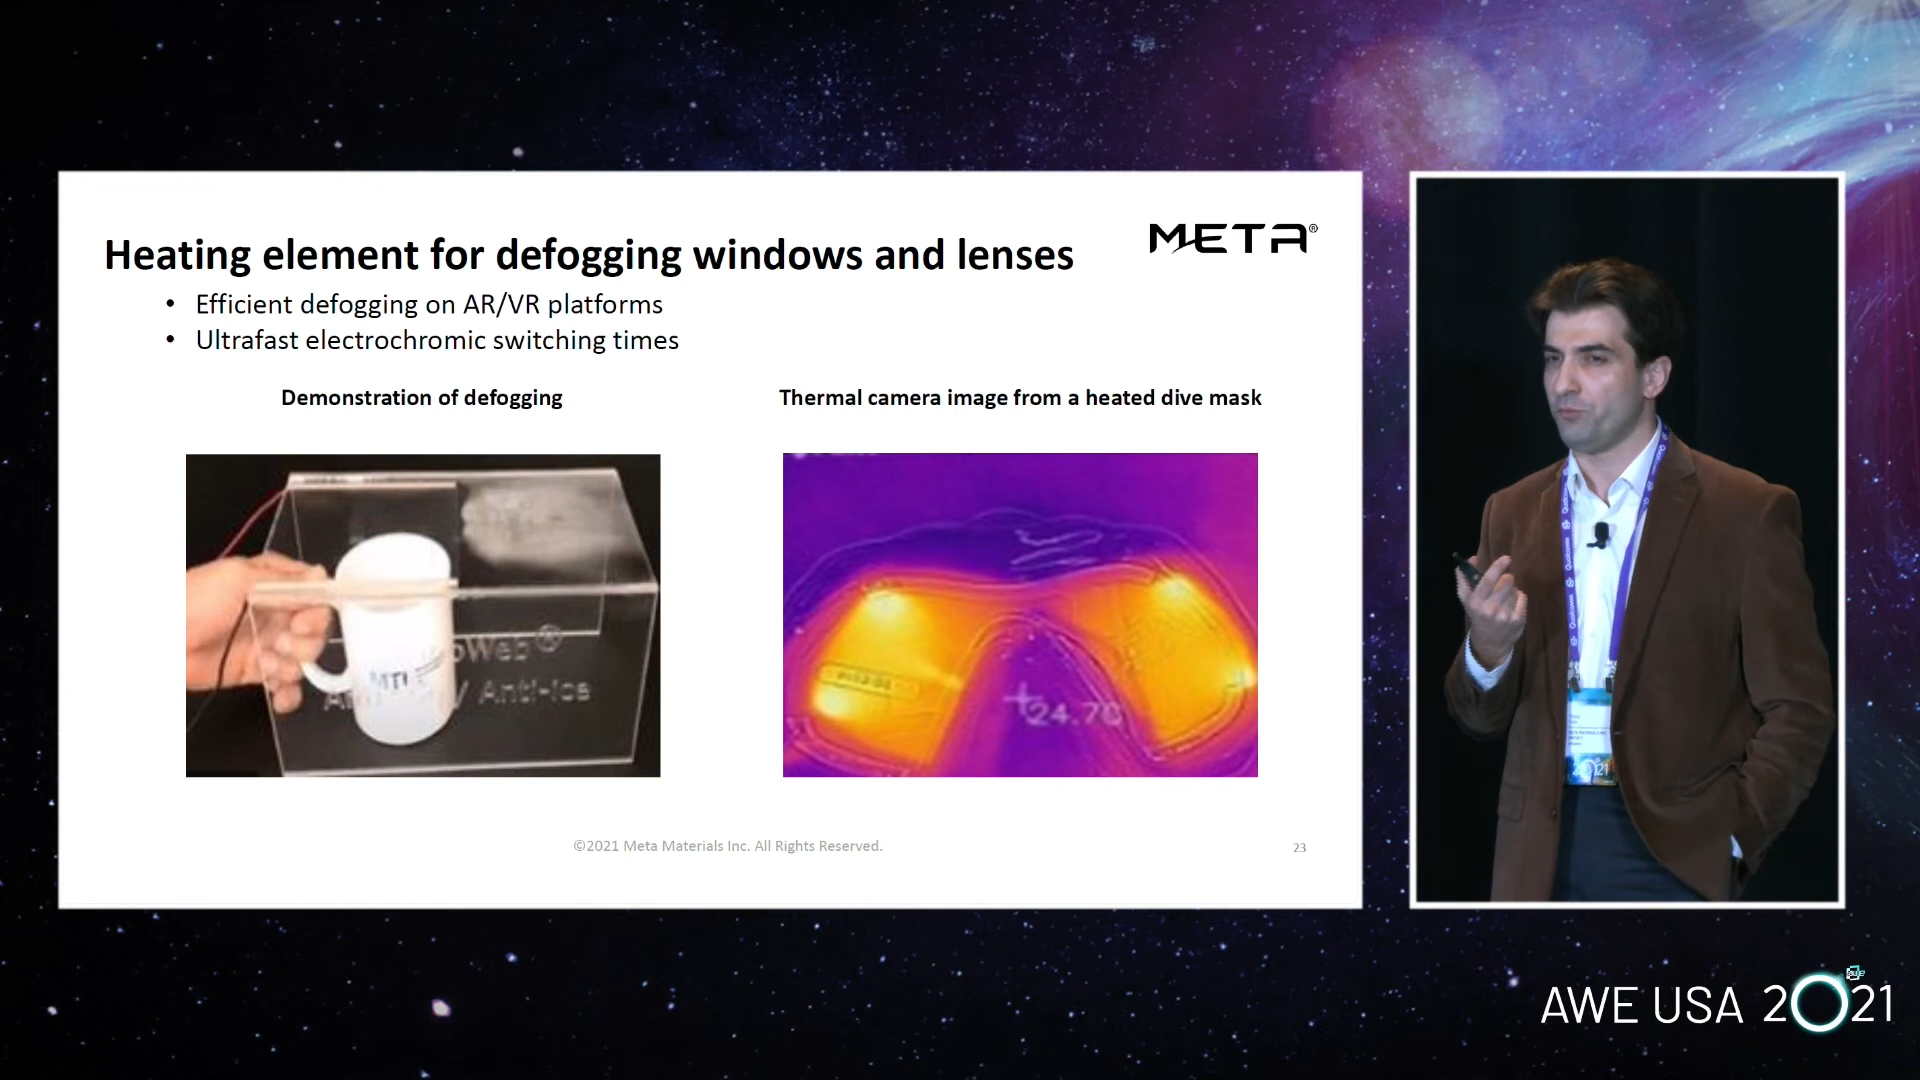 Heating element for defogging windows and lenses
META®
• Efficient defogging on AR/VR platforms
• Ultrafast electrochromic switching times
Demonstration of defogging
Thermal camera image from a heated dive mask
®
MTI
Anti-Ice
24.7
©2021 Meta Materials Inc. All Rights Reserved.
23
Qualcomm
2021
AWE USA 2021